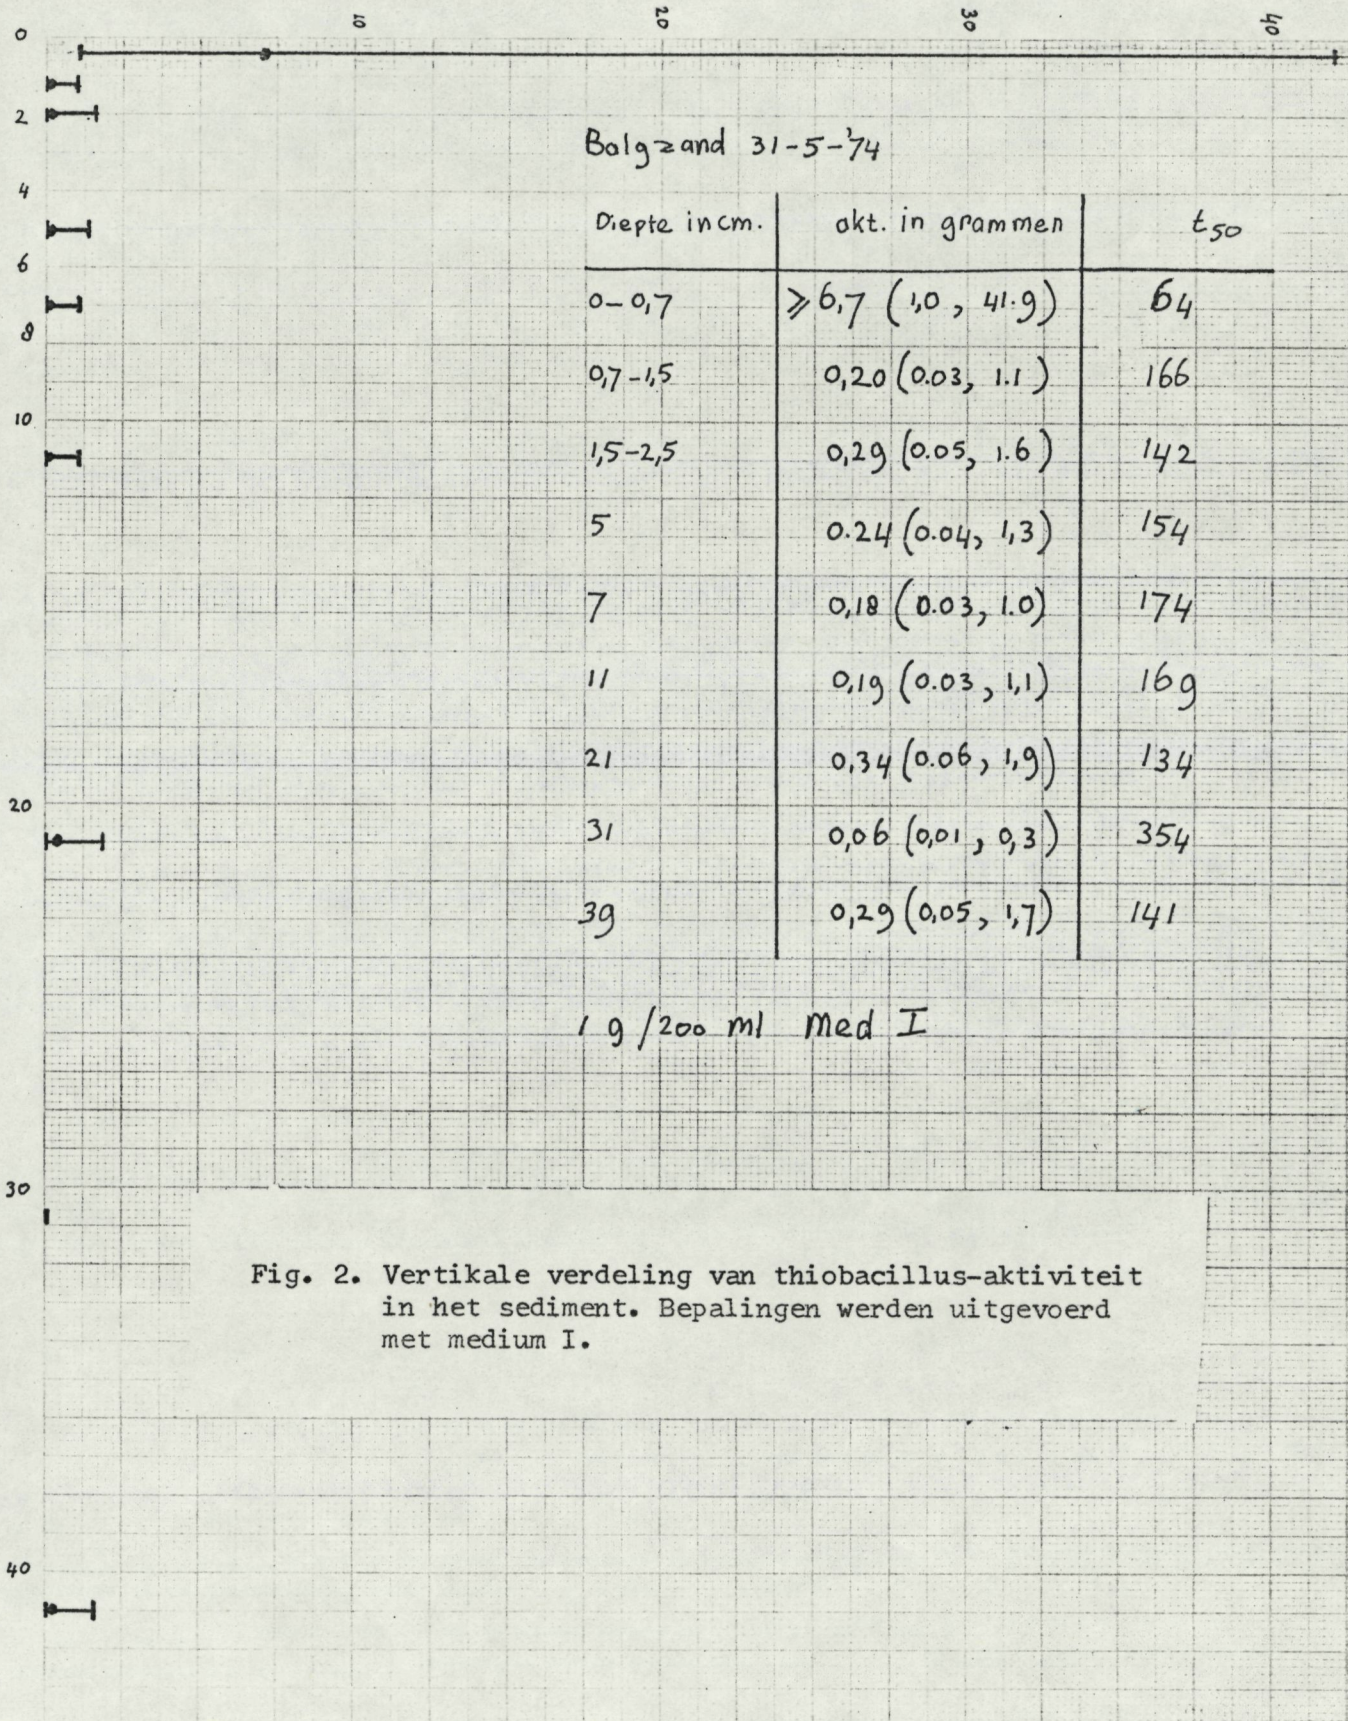 10 20 30 40
0
2
4
6
8
10
20
30
40
Balgzand 31-5-'74
Diepte in cm. akt. in grammen t50
0-0,7 ⩾6,7 (1,0, 41.9) 64
0,7-1,5 0,20 (0.03, 1.1) 166
1,5-2,5 0,29 (0.05, 1.6) 142
5 0.24 (0.04, 1,3) 154
7 0,18 (0.03, 1.0) 174
11 0,19 (0.03, 1,1) 169
21 0,34 (0.06, 1,9) 134
31 0,06 (0,01, 0,3) 354
39 0,29 (0,05, 1,7) 141
1 g/200 ml Med I
Fig. 2. Vertikale verdeling van thiobacillus-aktiviteit
in het sediment. Bepalingen werden uitgevoerd
met medium I.